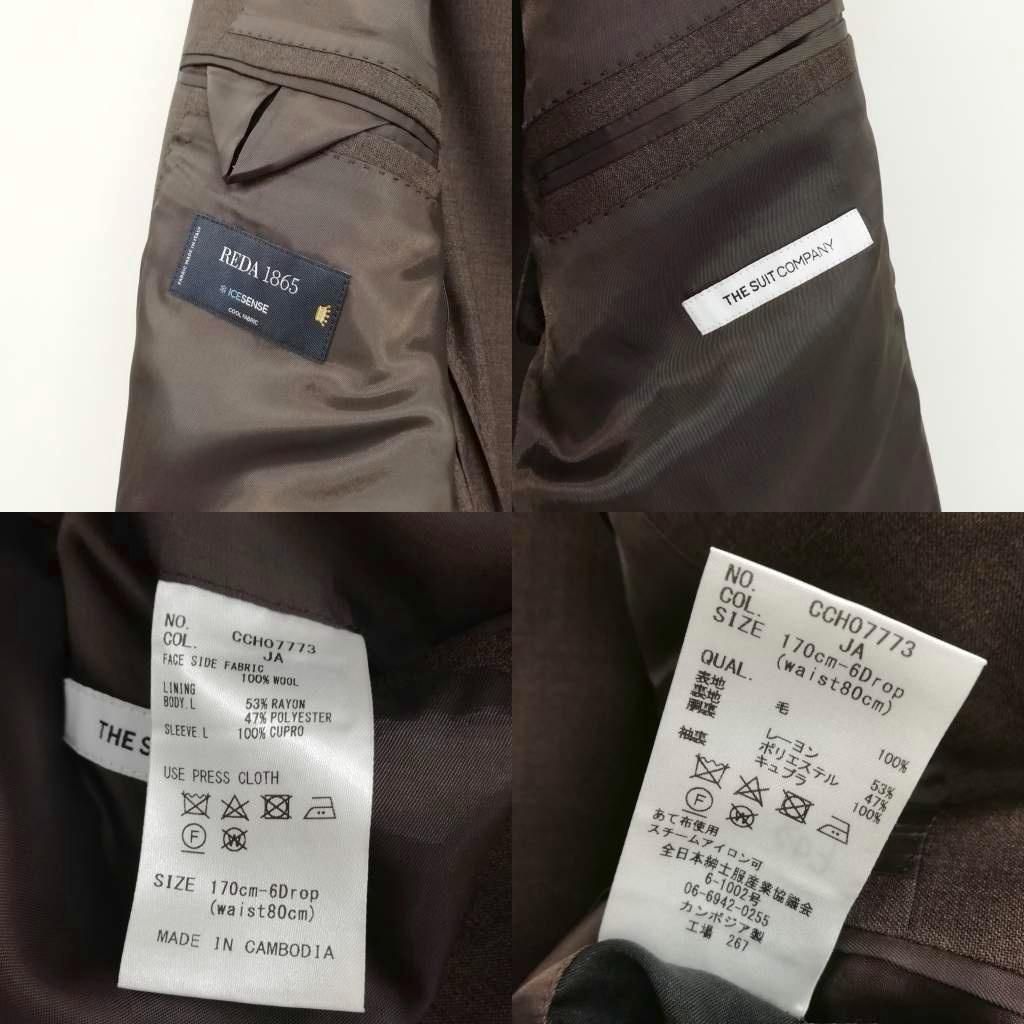 FABRIC MADE IN ITALY
REDA 1865
❄ ICESENSE
COOL FABRIC
THE SUIT COMPANY
THE S
NO. CCH07773
COL. JA
FACE SIDE FABRIC
100% WOOL
LINING
BODY.L 53% RAYON
47% POLYESTER
SLEEVE.L 100% CUPRO
USE PRESS CLOTH
F W
SIZE 170cm-6Drop
(waist80cm)
MADE IN CAMBODIA
NO. CCH07773
COL. JA
SIZE 170cm-6Drop
(waist80cm)
QUAL.
表地 毛 100%
裏地
胴裏 レーヨン 53%
ポリエステル 47%
袖裏 キュプラ 100%
F W
あて布使用
スチームアイロン可
全日本紳士服産業協議会
6-1002号
06-6942-0255
カンボジア製
工場 267